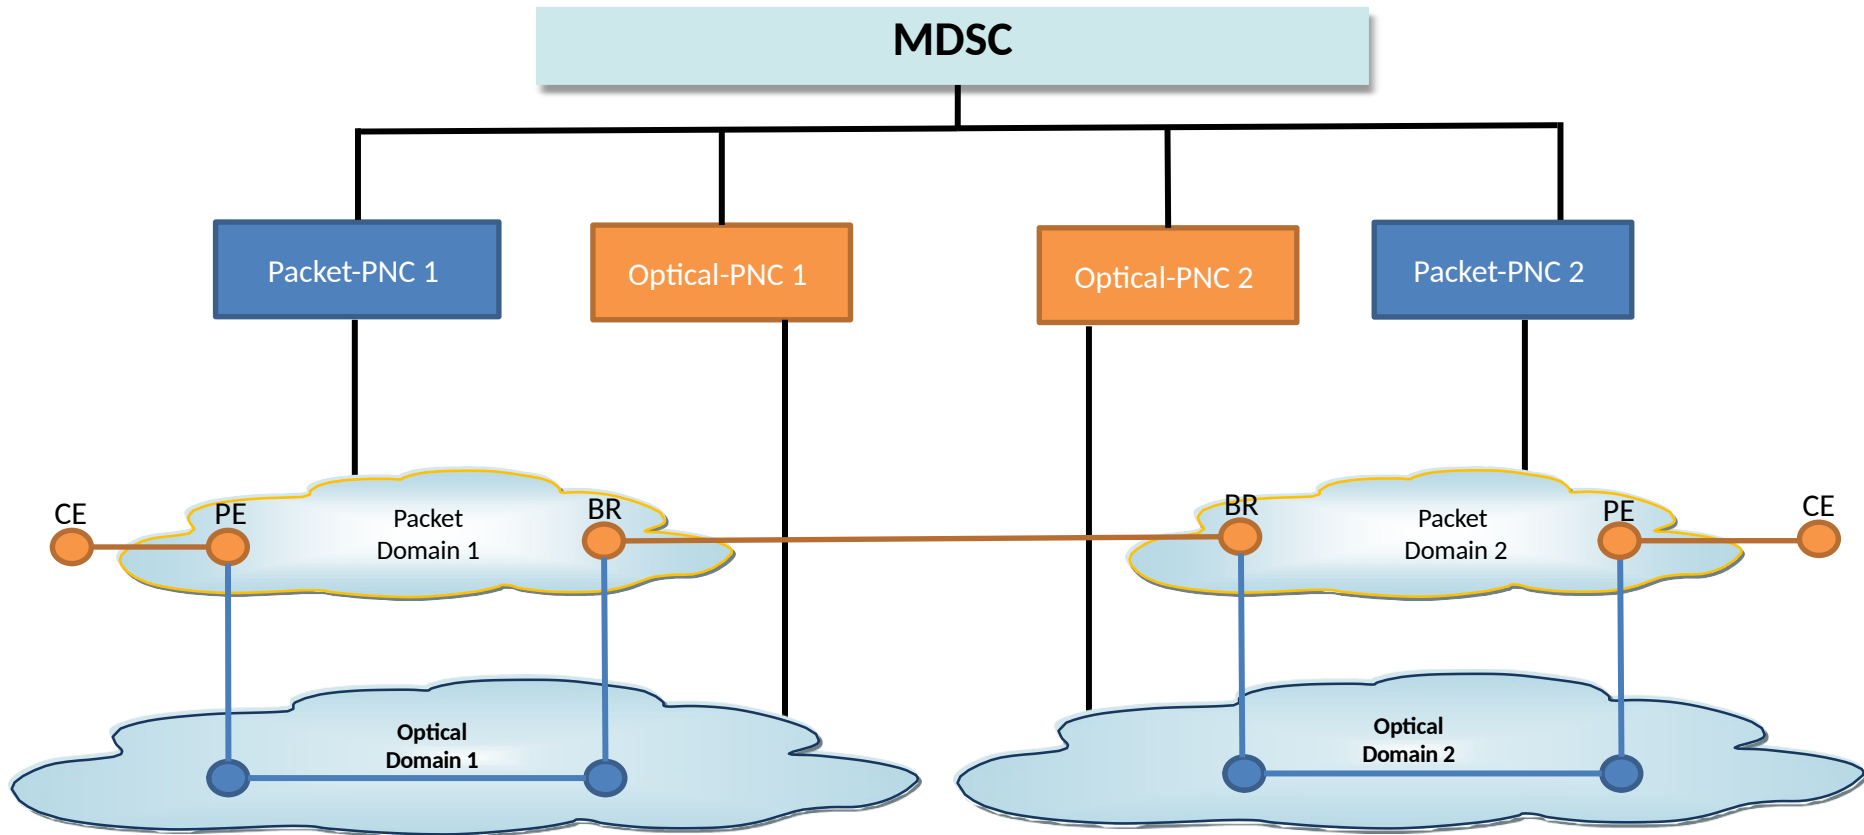 MDSC
Packet-PNC 1
Optical-PNC 1
Optical-PNC 2
Packet-PNC 2
CE
PE
Packet
Domain 1
BR
BR
Packet
Domain 2
PE
CE
Optical
Domain 1
Optical
Domain 2